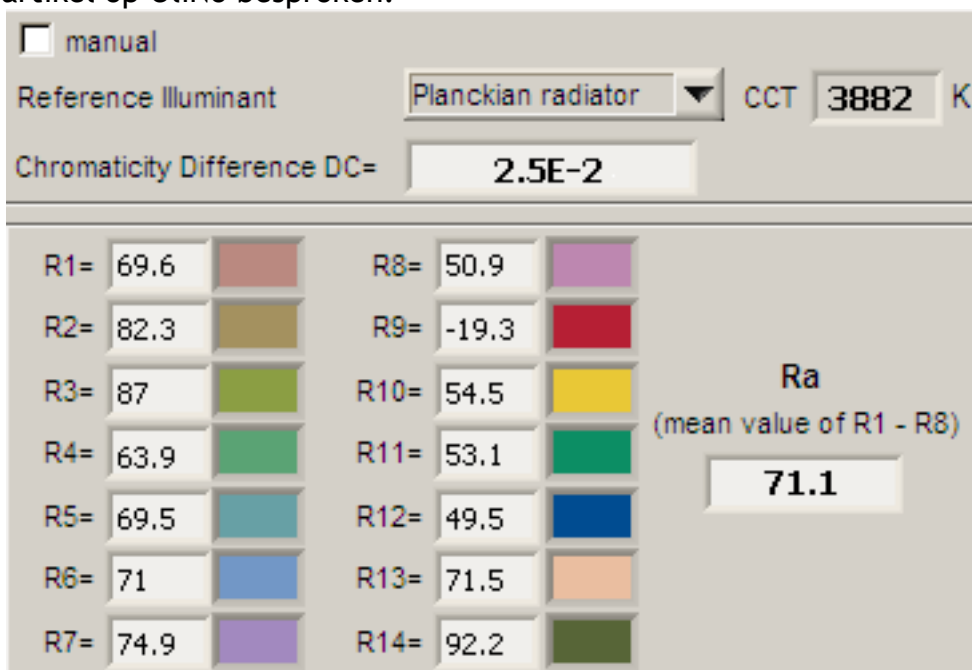 manual
Reference Illuminant Planckian radiator CCT 3882 K
Chromaticity Difference DC= 2.5E-2
R1= 69.6 R8= 50.9
R2= 82.3 R9= -19.3
R3= 87 R10= 54.5
R4= 63.9 R11= 53.1
R5= 69.5 R12= 49.5
R6= 71 R13= 71.5
R7= 74.9 R14= 92.2
Ra
(mean value of R1 - R8)
71.1